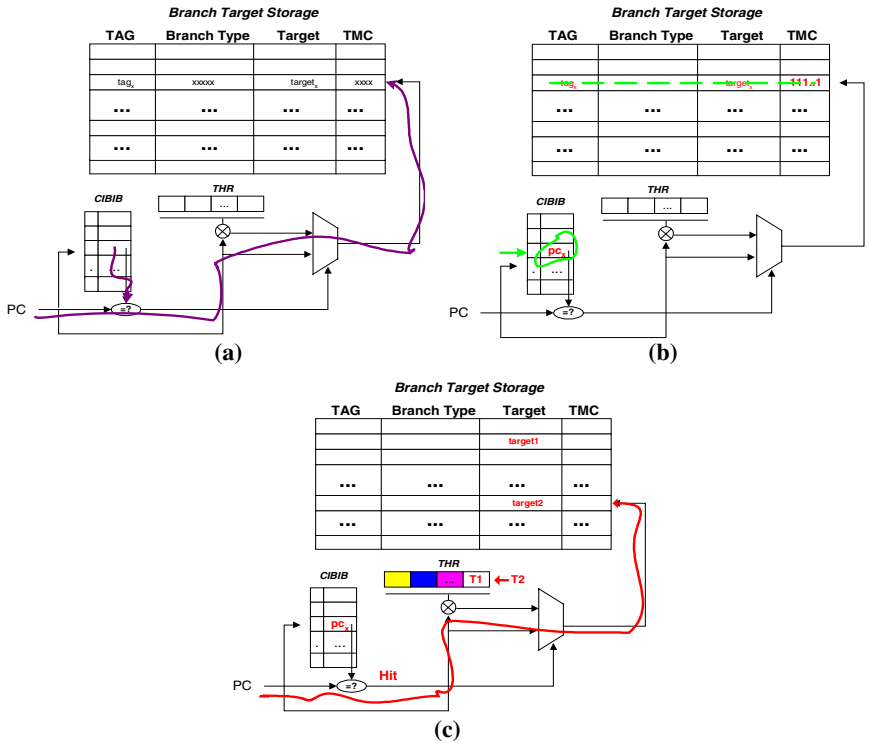 Branch Target Storage
TAG Branch Type Target TMC
tagx xxxxx targetx xxxx
... ... ... ...
... ... ... ...
CIBIB
THR
...
. ...
PC
=?
(a)
Branch Target Storage
TAG Branch Type Target TMC
tagx targetx 111..1
... ... ... ...
... ... ... ...
CIBIB
THR
...
pcx
. ...
PC
=?
(b)
Branch Target Storage
TAG Branch Type Target TMC
target1
... ... ... ...
target2
... ... ... ...
THR
CIBIB
... T1 T2
pcx
. ...
Hit
PC
=?
(c)